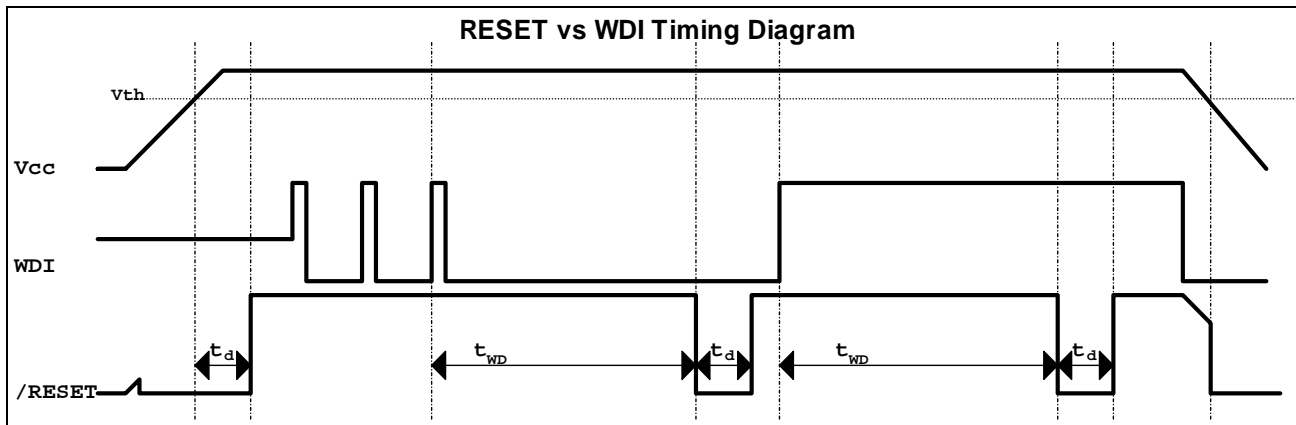 RESET vs WDI Timing Diagram
Vth
Vcc
WDI
td
tWD
td
tWD
td
/RESET